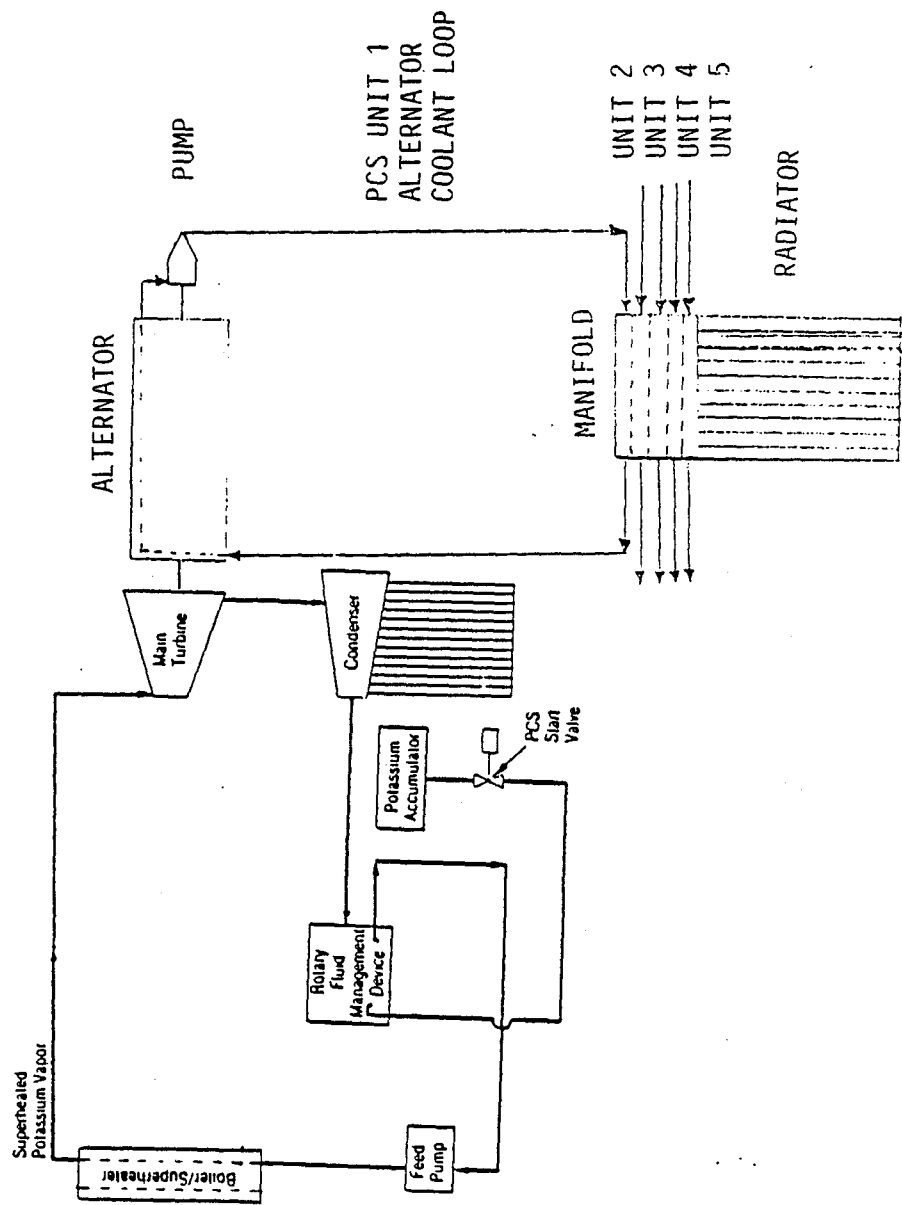 Superheated
Potassium Vapor
Boiler/Superheater
Feed
Pump
Rotary
Fluid
Management
Device
Potassium
Accumulator
PCS
Start
Valve
Main
Turbine
Condenser
ALTERNATOR
PUMP
PCS UNIT 1
ALTERNATOR
COOLANT LOOP
MANIFOLD
UNIT 2
UNIT 3
UNIT 4
UNIT 5
RADIATOR